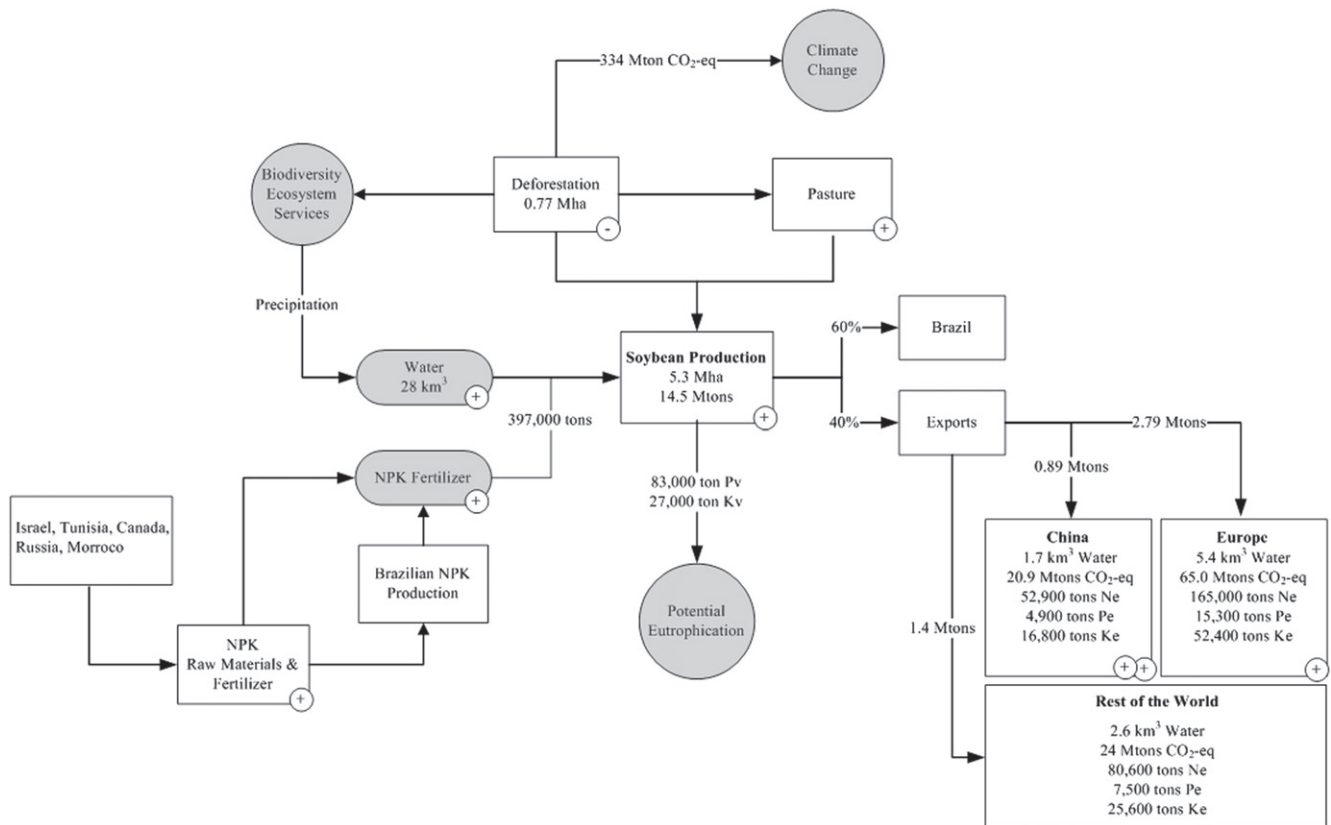 334 Mton CO₂-eq
Climate
Change
Biodiversity
Ecosystem
Services
Deforestation
0.77 Mha
-
Pasture
+
Precipitation
Water
28 km³
+
397,000 tons
Soybean Production
5.3 Mha
14.5 Mtons
+
60%
Brazil
40%
Exports
2.79 Mtons
0.89 Mtons
1.4 Mtons
NPK Fertilizer
+
83,000 ton Pv
27,000 ton Kv
Potential
Eutrophication
Israel, Tunisia, Canada,
Russia, Morroco
Brazilian NPK
Production
NPK
Raw Materials &
Fertilizer
+
China
1.7 km³ Water
20.9 Mtons CO₂-eq
52,900 tons Ne
4,900 tons Pe
16,800 tons Ke
+ +
Europe
5.4 km³ Water
65.0 Mtons CO₂-eq
165,000 tons Ne
15,300 tons Pe
52,400 tons Ke
+
Rest of the World
2.6 km³ Water
24 Mtons CO₂-eq
80,600 tons Ne
7,500 tons Pe
25,600 tons Ke